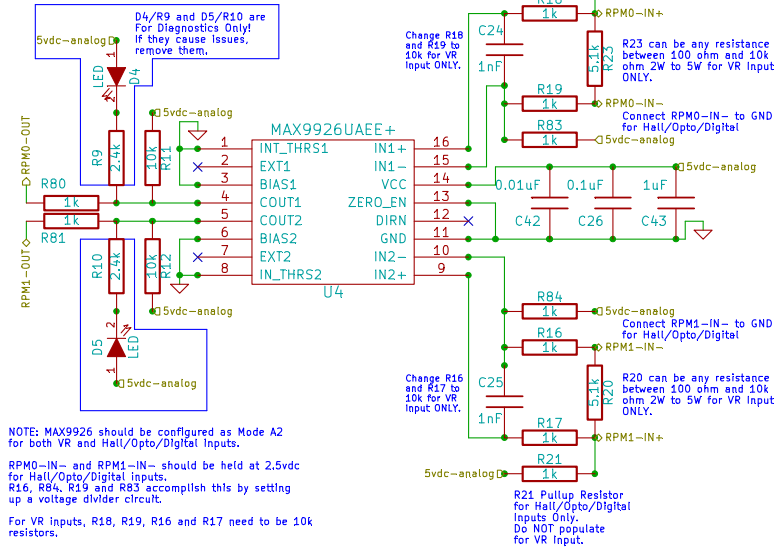 D4/R9 and D5/R10 are
For Diagnostics Only!
If they cause issues,
remove them.
5vdc-analog
1
LED
D4
2
5vdc-analog
RPM0-OUT
R9
2.4k
10k
R11
R80
1k
1k
R81
RPM1-OUT
R10
2.4k
10k
R12
5vdc-analog
2
D5
LED
1
5vdc-analog
MAX9926UAEE+
1 INT_THRS1
2 EXT1
3 BIAS1
4 COUT1
5 COUT2
6 BIAS2
7 EXT2
8 IN_THRS2
IN1+ 16
IN1- 15
VCC 14
ZERO_EN 13
DIRN 12
GND 11
IN2- 10
IN2+ 9
U4
Change R18
and R19 to
10k for VR
input ONLY.
C24
1nF
R18
1k
RPM0-IN+
5.1k
R23
R19
1k
RPM0-IN-
R83
1k
5vdc-analog
R23 can be any resistance
between 100 ohm and 10k
ohm 2W to 5W for VR Input
ONLY.
Connect RPM0-IN- to GND
for Hall/Opto/Digital
5vdc-analog
0.01uF
0.1uF
1uF
C42
C26
C43
R84
1k
5vdc-analog
R16
1k
RPM1-IN-
Connect RPM1-IN- to GND
for Hall/Opto/Digital
Change R16
and R17 to
10k for VR
input ONLY.
C25
1nF
5.1k
R20
R20 can be any resistance
between 100 ohm and 10k
ohm 2W to 5W for VR Input
ONLY.
R17
1k
RPM1-IN+
5vdc-analog
R21
1k
R21 Pullup Resistor
for Hall/Opto/Digital
Inputs Only.
Do NOT populate
for VR input.
NOTE: MAX9926 should be configured as Mode A2
for both VR and Hall/Opto/Digital inputs.
RPM0-IN- and RPM1-IN- should be held at 2.5vdc
for Hall/Opto/Digital inputs.
R16, R84. R19 and R83 accomplish this by setting
up a voltage divider circuit.
For VR inputs, R18, R19, R16 and R17 need to be 10k
resistors.